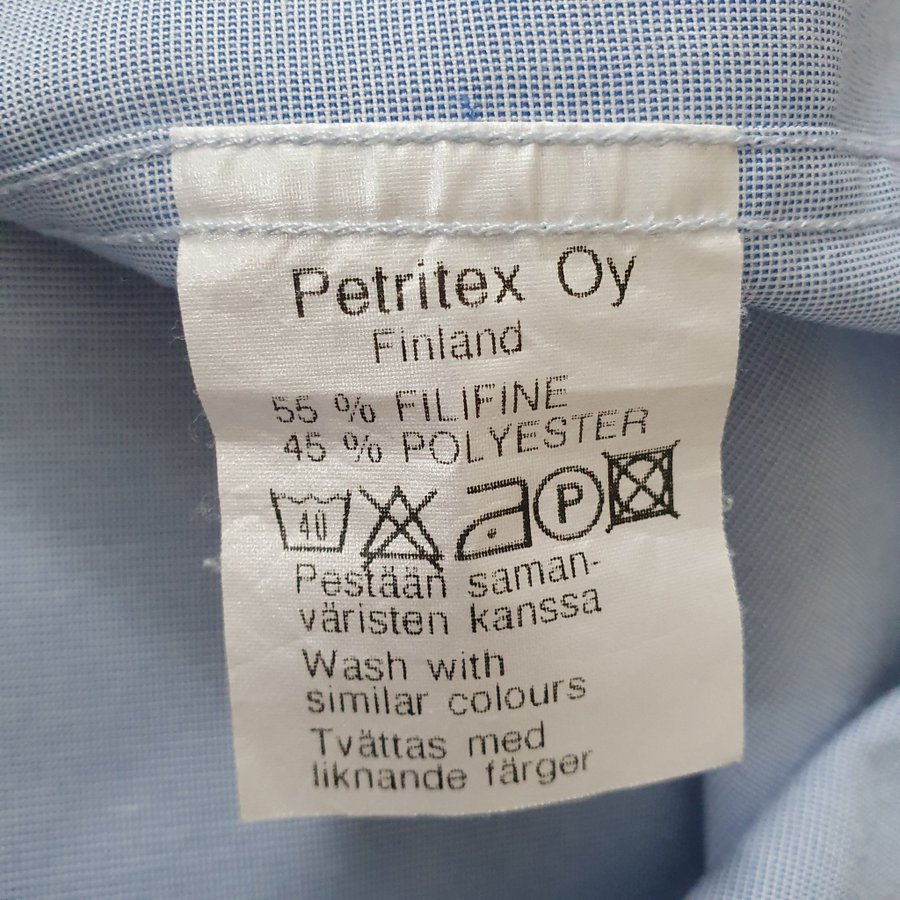 Petritex Oy
Finland
55 % FILIFINE
45 % POLYESTER
40 P
Pestään saman-
väristen kanssa
Wash with
similar colours
Tvättas med
liknande färger